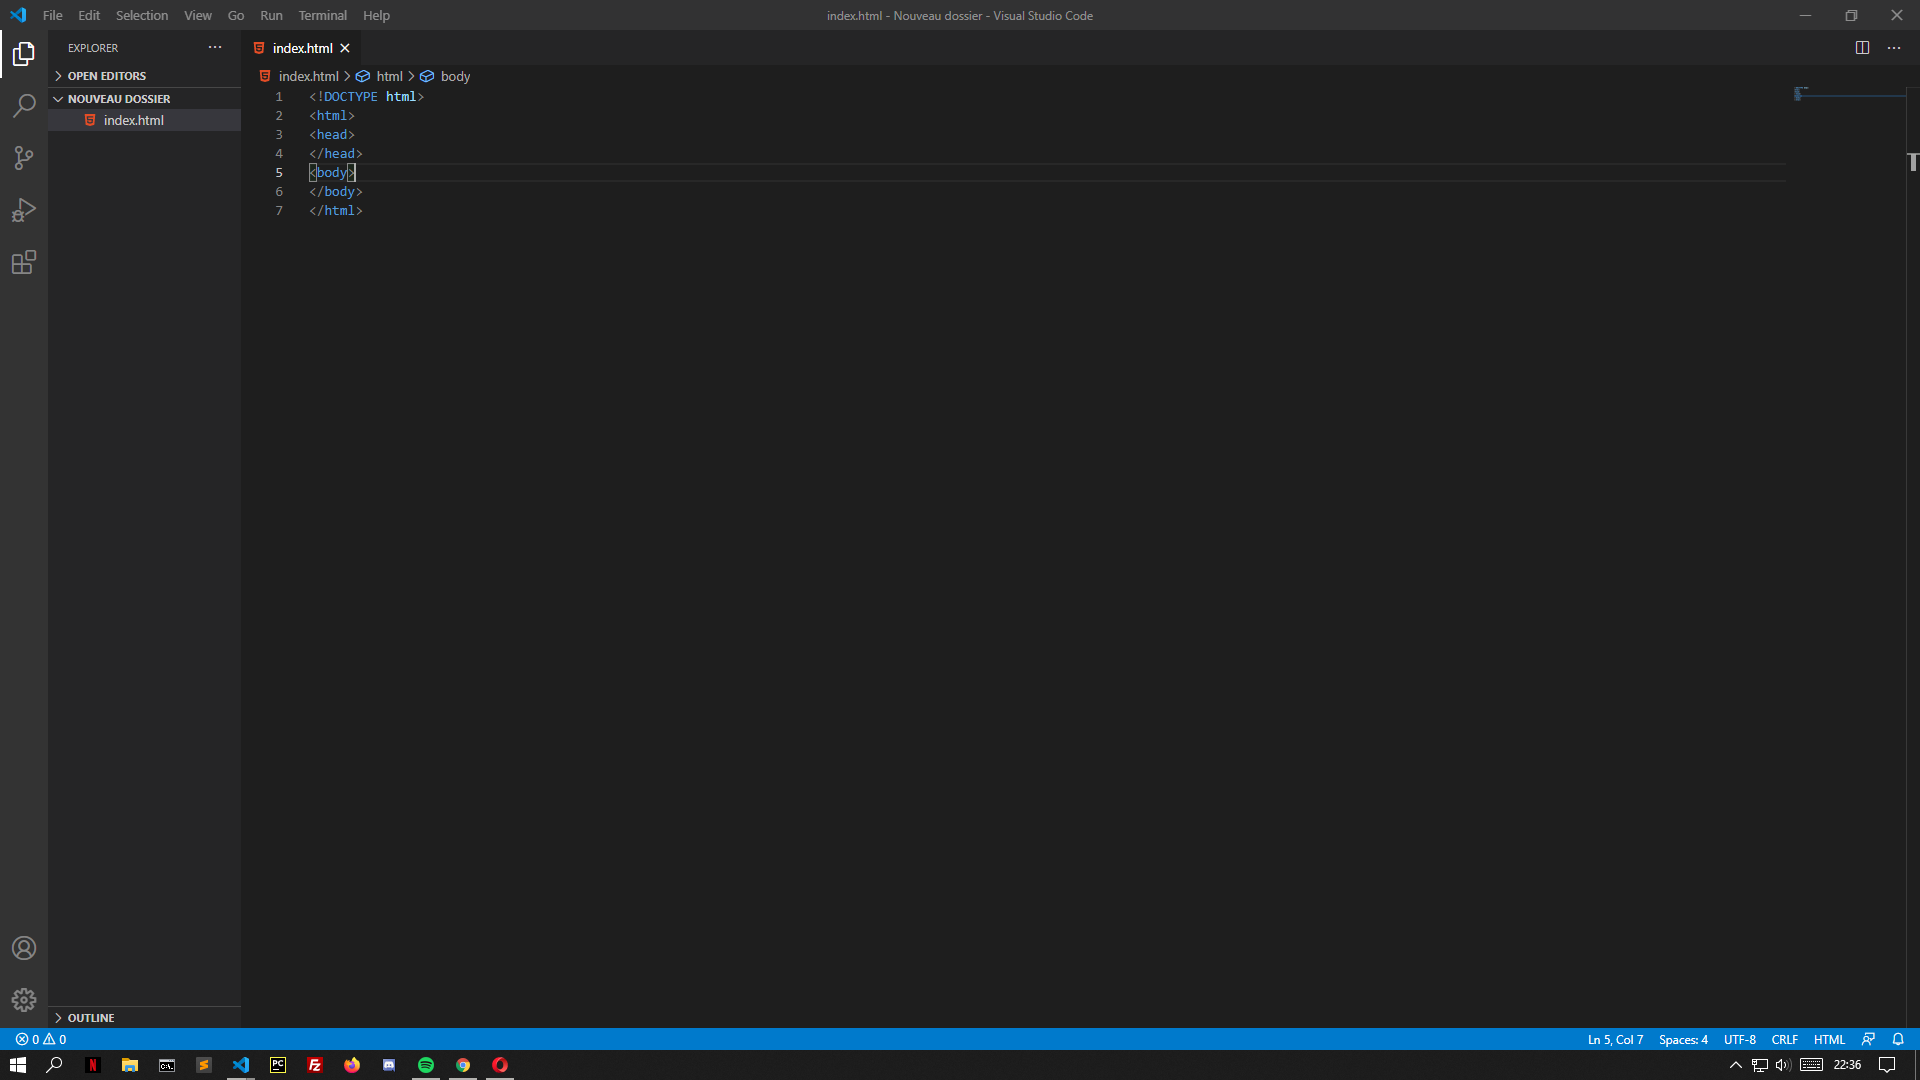 File Edit Selection View Go Run Terminal Help
index.html - Nouveau dossier - Visual Studio Code
EXPLORER
OPEN EDITORS
NOUVEAU DOSSIER
index.html
OUTLINE
index.html
index.html > html > body
1 <!DOCTYPE html>
2 <html>
3 <head>
4 </head>
5 <body>
6 </body>
7 </html>
0 0
Ln 5, Col 7 Spaces: 4 UTF-8 CRLF HTML
N
C:\.
PC
FZ
22:36